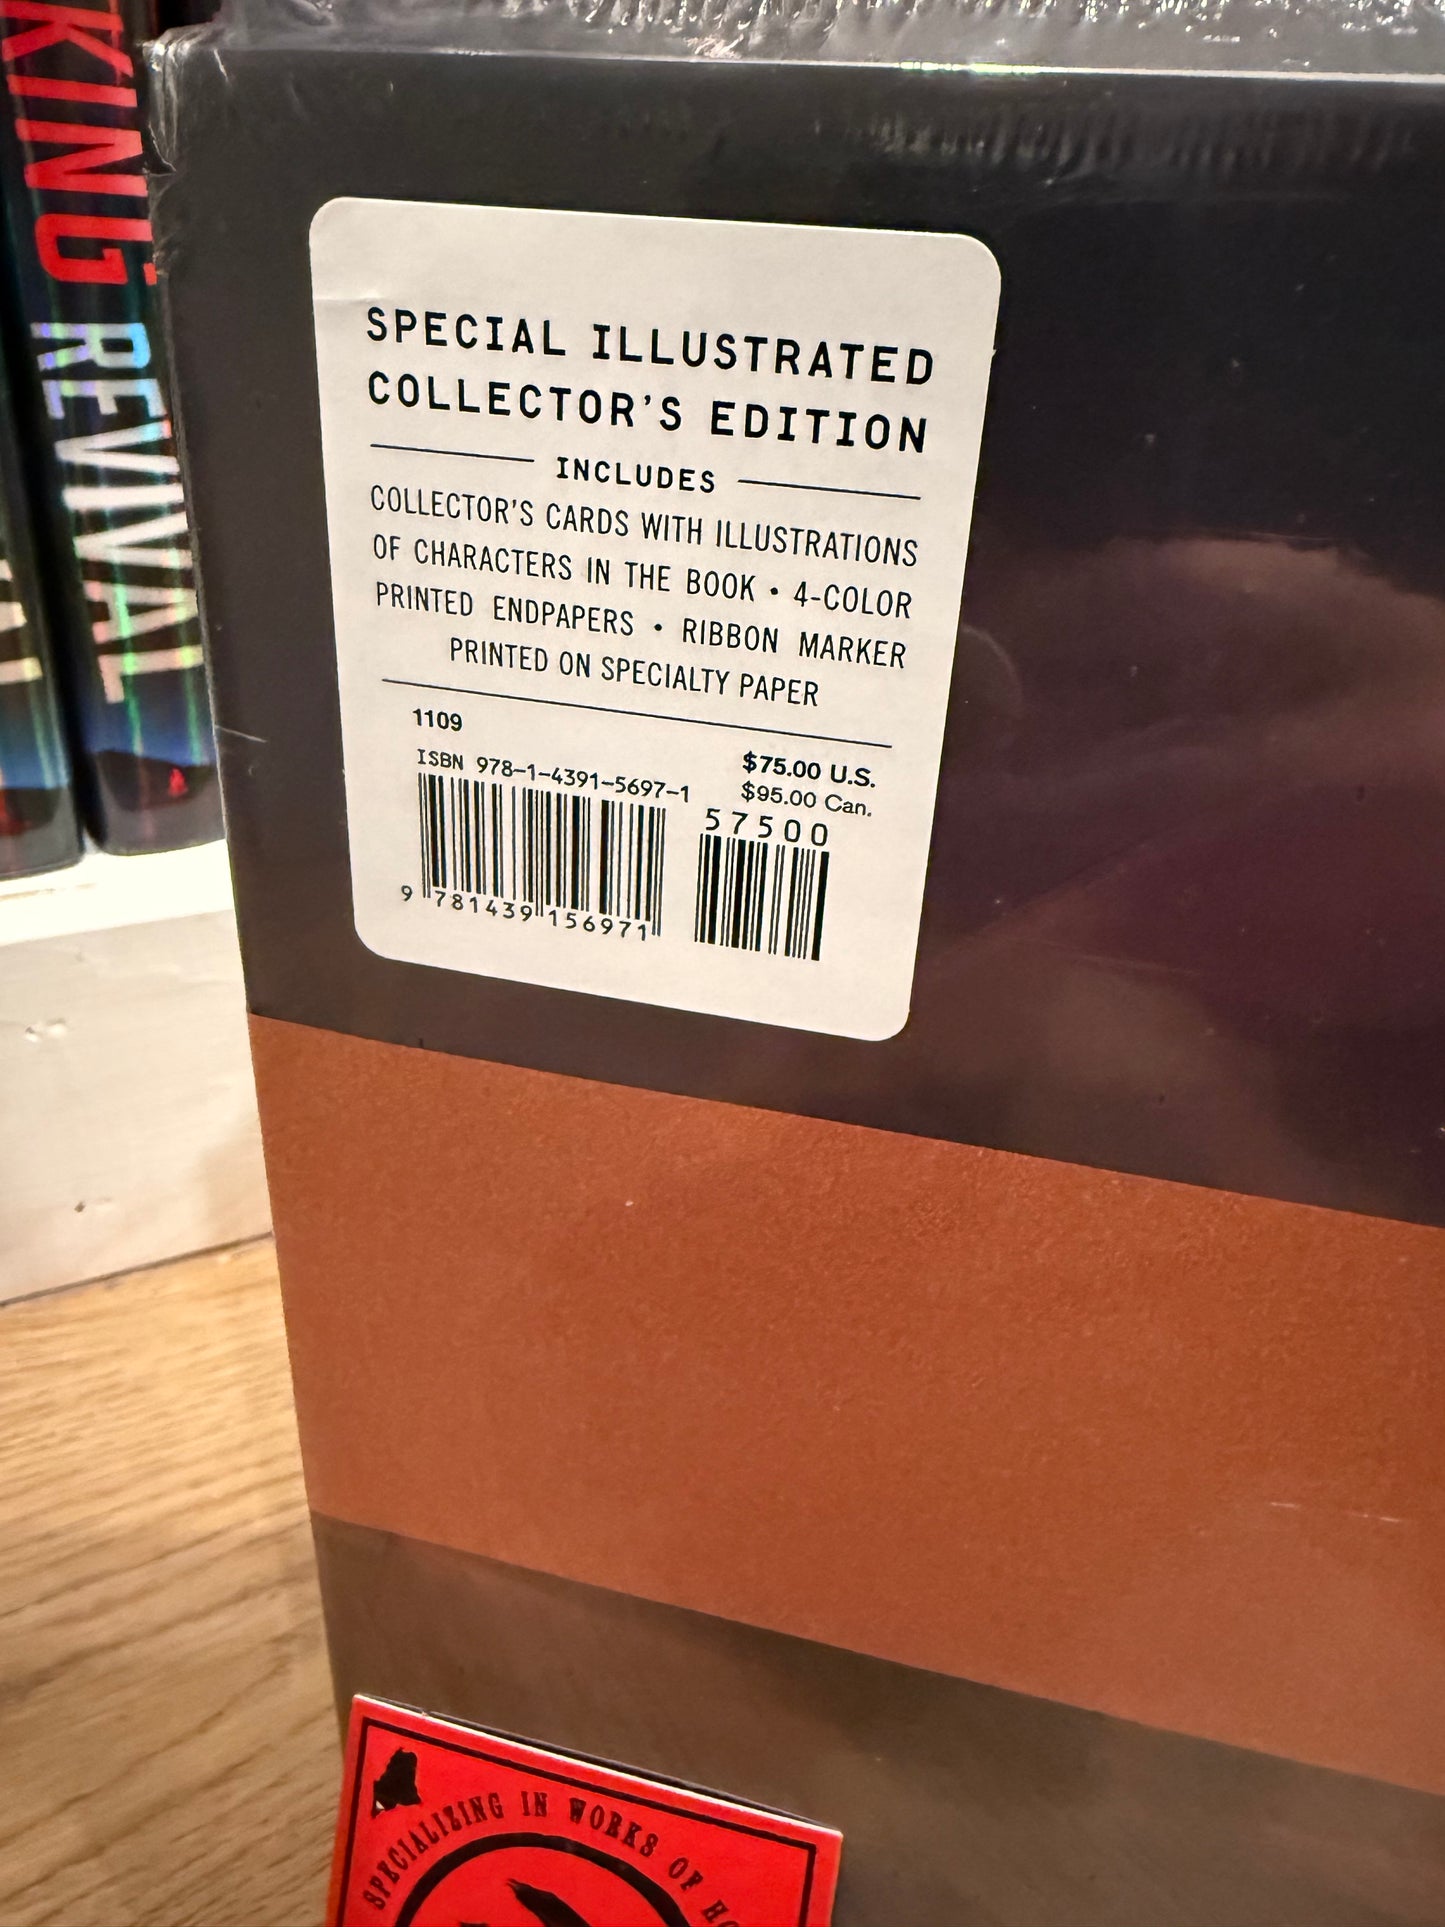 KING REVIVAL
SPECIAL ILLUSTRATED
COLLECTOR'S EDITION
INCLUDES
COLLECTOR'S CARDS WITH ILLUSTRATIONS
OF CHARACTERS IN THE BOOK • 4-COLOR
PRINTED ENDPAPERS • RIBBON MARKER
PRINTED ON SPECIALTY PAPER
1109
ISBN 978-1-4391-5697-1
$75.00 U.S.
$95.00 Can.
57500
9 781439 156971
SPECIALIZING IN WORKS OF